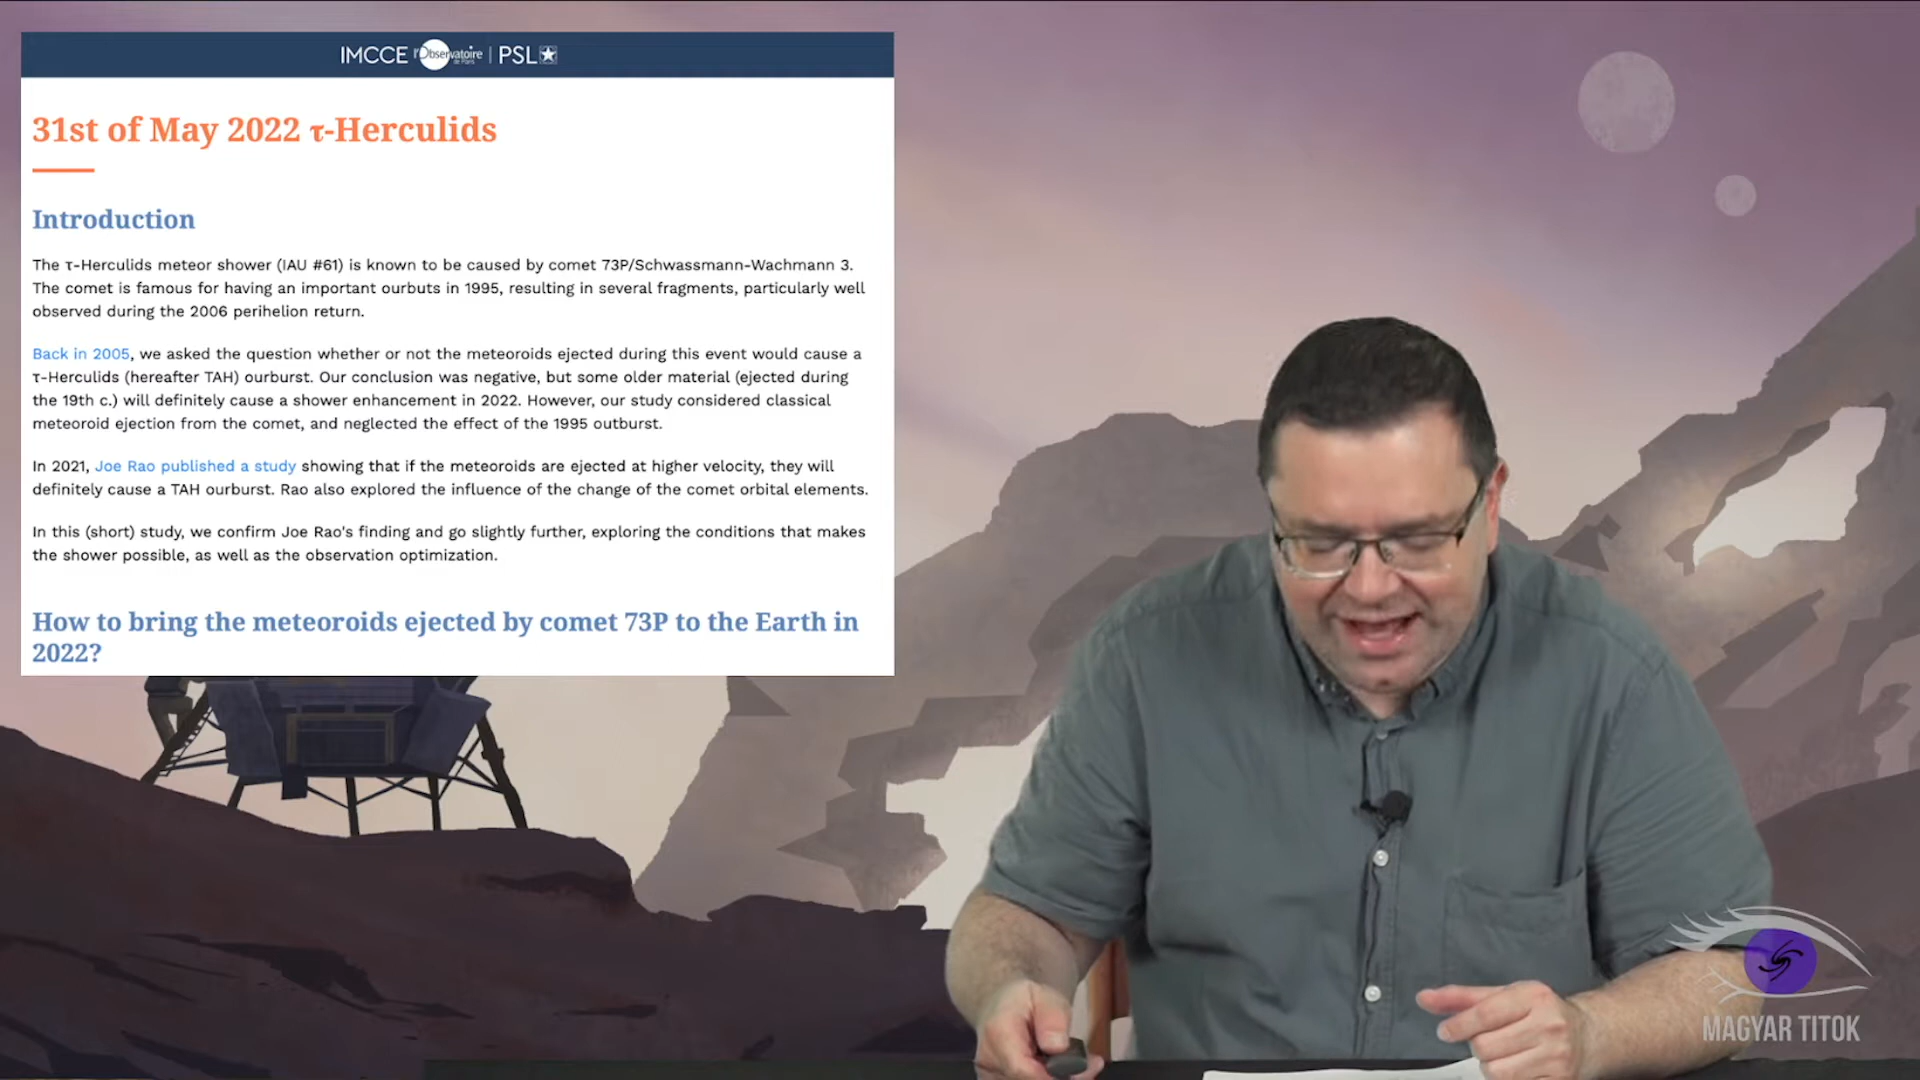 IMCCE l'Observatoire de Paris | PSL
31st of May 2022 τ-Herculids
Introduction
The τ-Herculids meteor shower (IAU #61) is known to be caused by comet 73P/Schwassmann-Wachmann 3.
The comet is famous for having an important ourbuts in 1995, resulting in several fragments, particularly well
observed during the 2006 perihelion return.
Back in 2005, we asked the question whether or not the meteoroids ejected during this event would cause a
τ-Herculids (hereafter TAH) ourburst. Our conclusion was negative, but some older material (ejected during
the 19th c.) will definitely cause a shower enhancement in 2022. However, our study considered classical
meteoroid ejection from the comet, and neglected the effect of the 1995 outburst.
In 2021, Joe Rao published a study showing that if the meteoroids are ejected at higher velocity, they will
definitely cause a TAH ourburst. Rao also explored the influence of the change of the comet orbital elements.
In this (short) study, we confirm Joe Rao's finding and go slightly further, exploring the conditions that makes
the shower possible, as well as the observation optimization.
How to bring the meteoroids ejected by comet 73P to the Earth in
2022?
MAGYAR TITOK